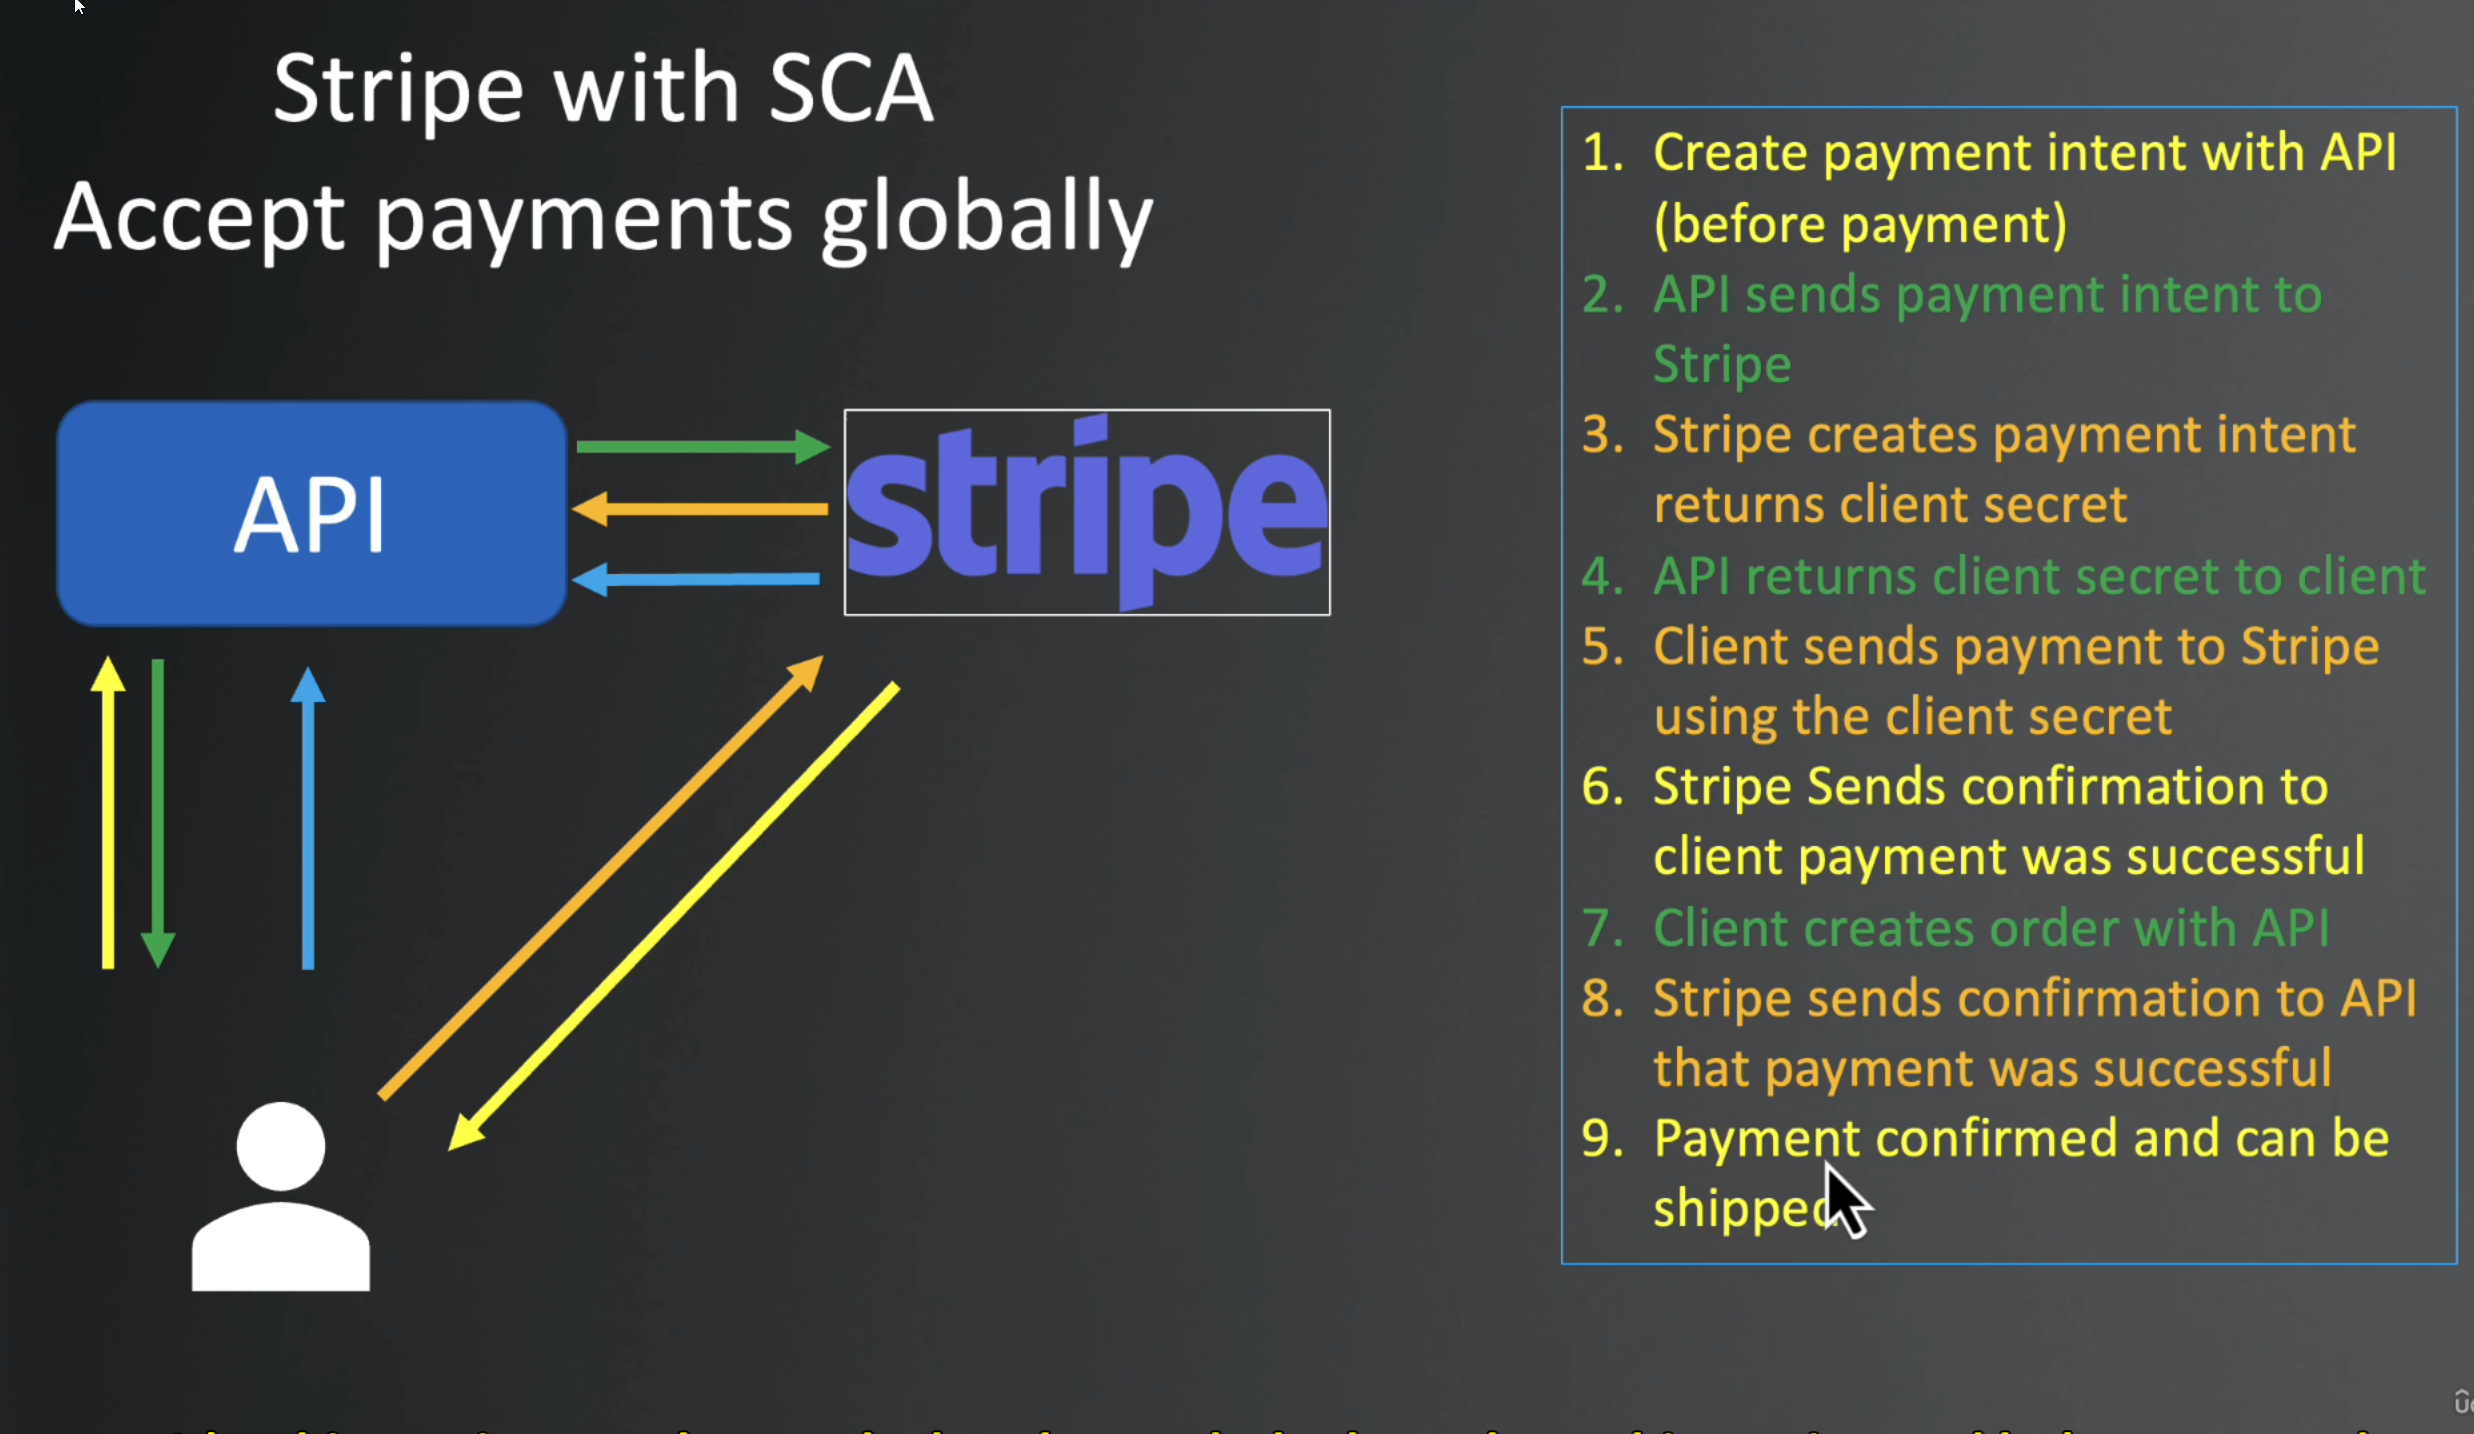 Stripe with SCA
Accept payments globally
API
stripe
1. Create payment intent with API
(before payment)
2. API sends payment intent to
Stripe
3. Stripe creates payment intent
returns client secret
4. API returns client secret to client
5. Client sends payment to Stripe
using the client secret
6. Stripe Sends confirmation to
client payment was successful
7. Client creates order with API
8. Stripe sends confirmation to API
that payment was successful
9. Payment confirmed and can be
shipped